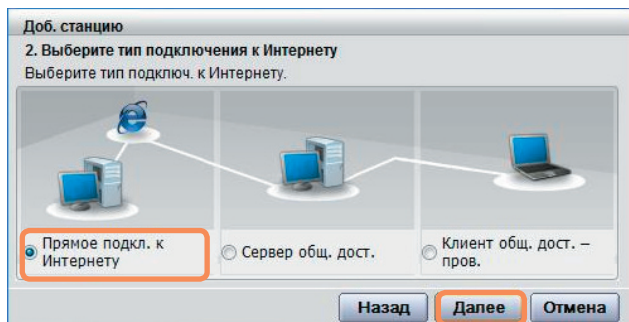 Доб. станцию
2. Выберите тип подключения к Интернету
Выберите тип подключ. к Интернету.
Прямое подкл. к
Интернету
Сервер общ. дост.
Клиент общ. дост. –
пров.
Назад
Далее
Отмена